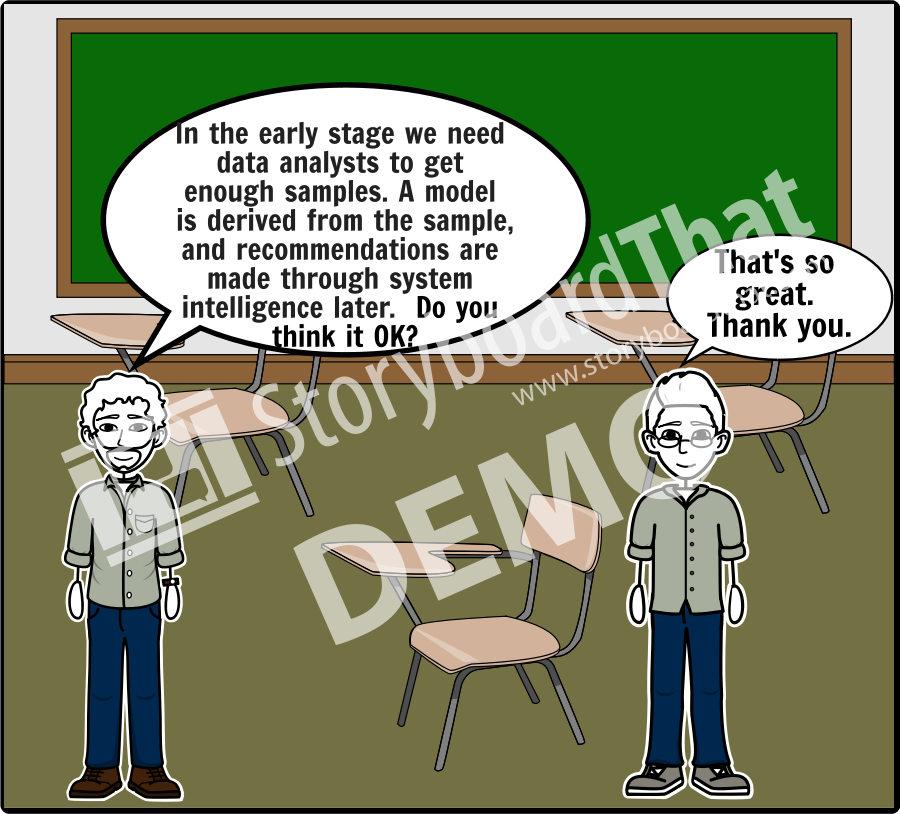 In the early stage we need
data analysts to get
enough samples. A model
is derived from the sample,
and recommendations are
made through system
intelligence later.  Do you
think it OK?
That's so
great.
Thank you.
StoryboardThat
www.storybo
DEMO